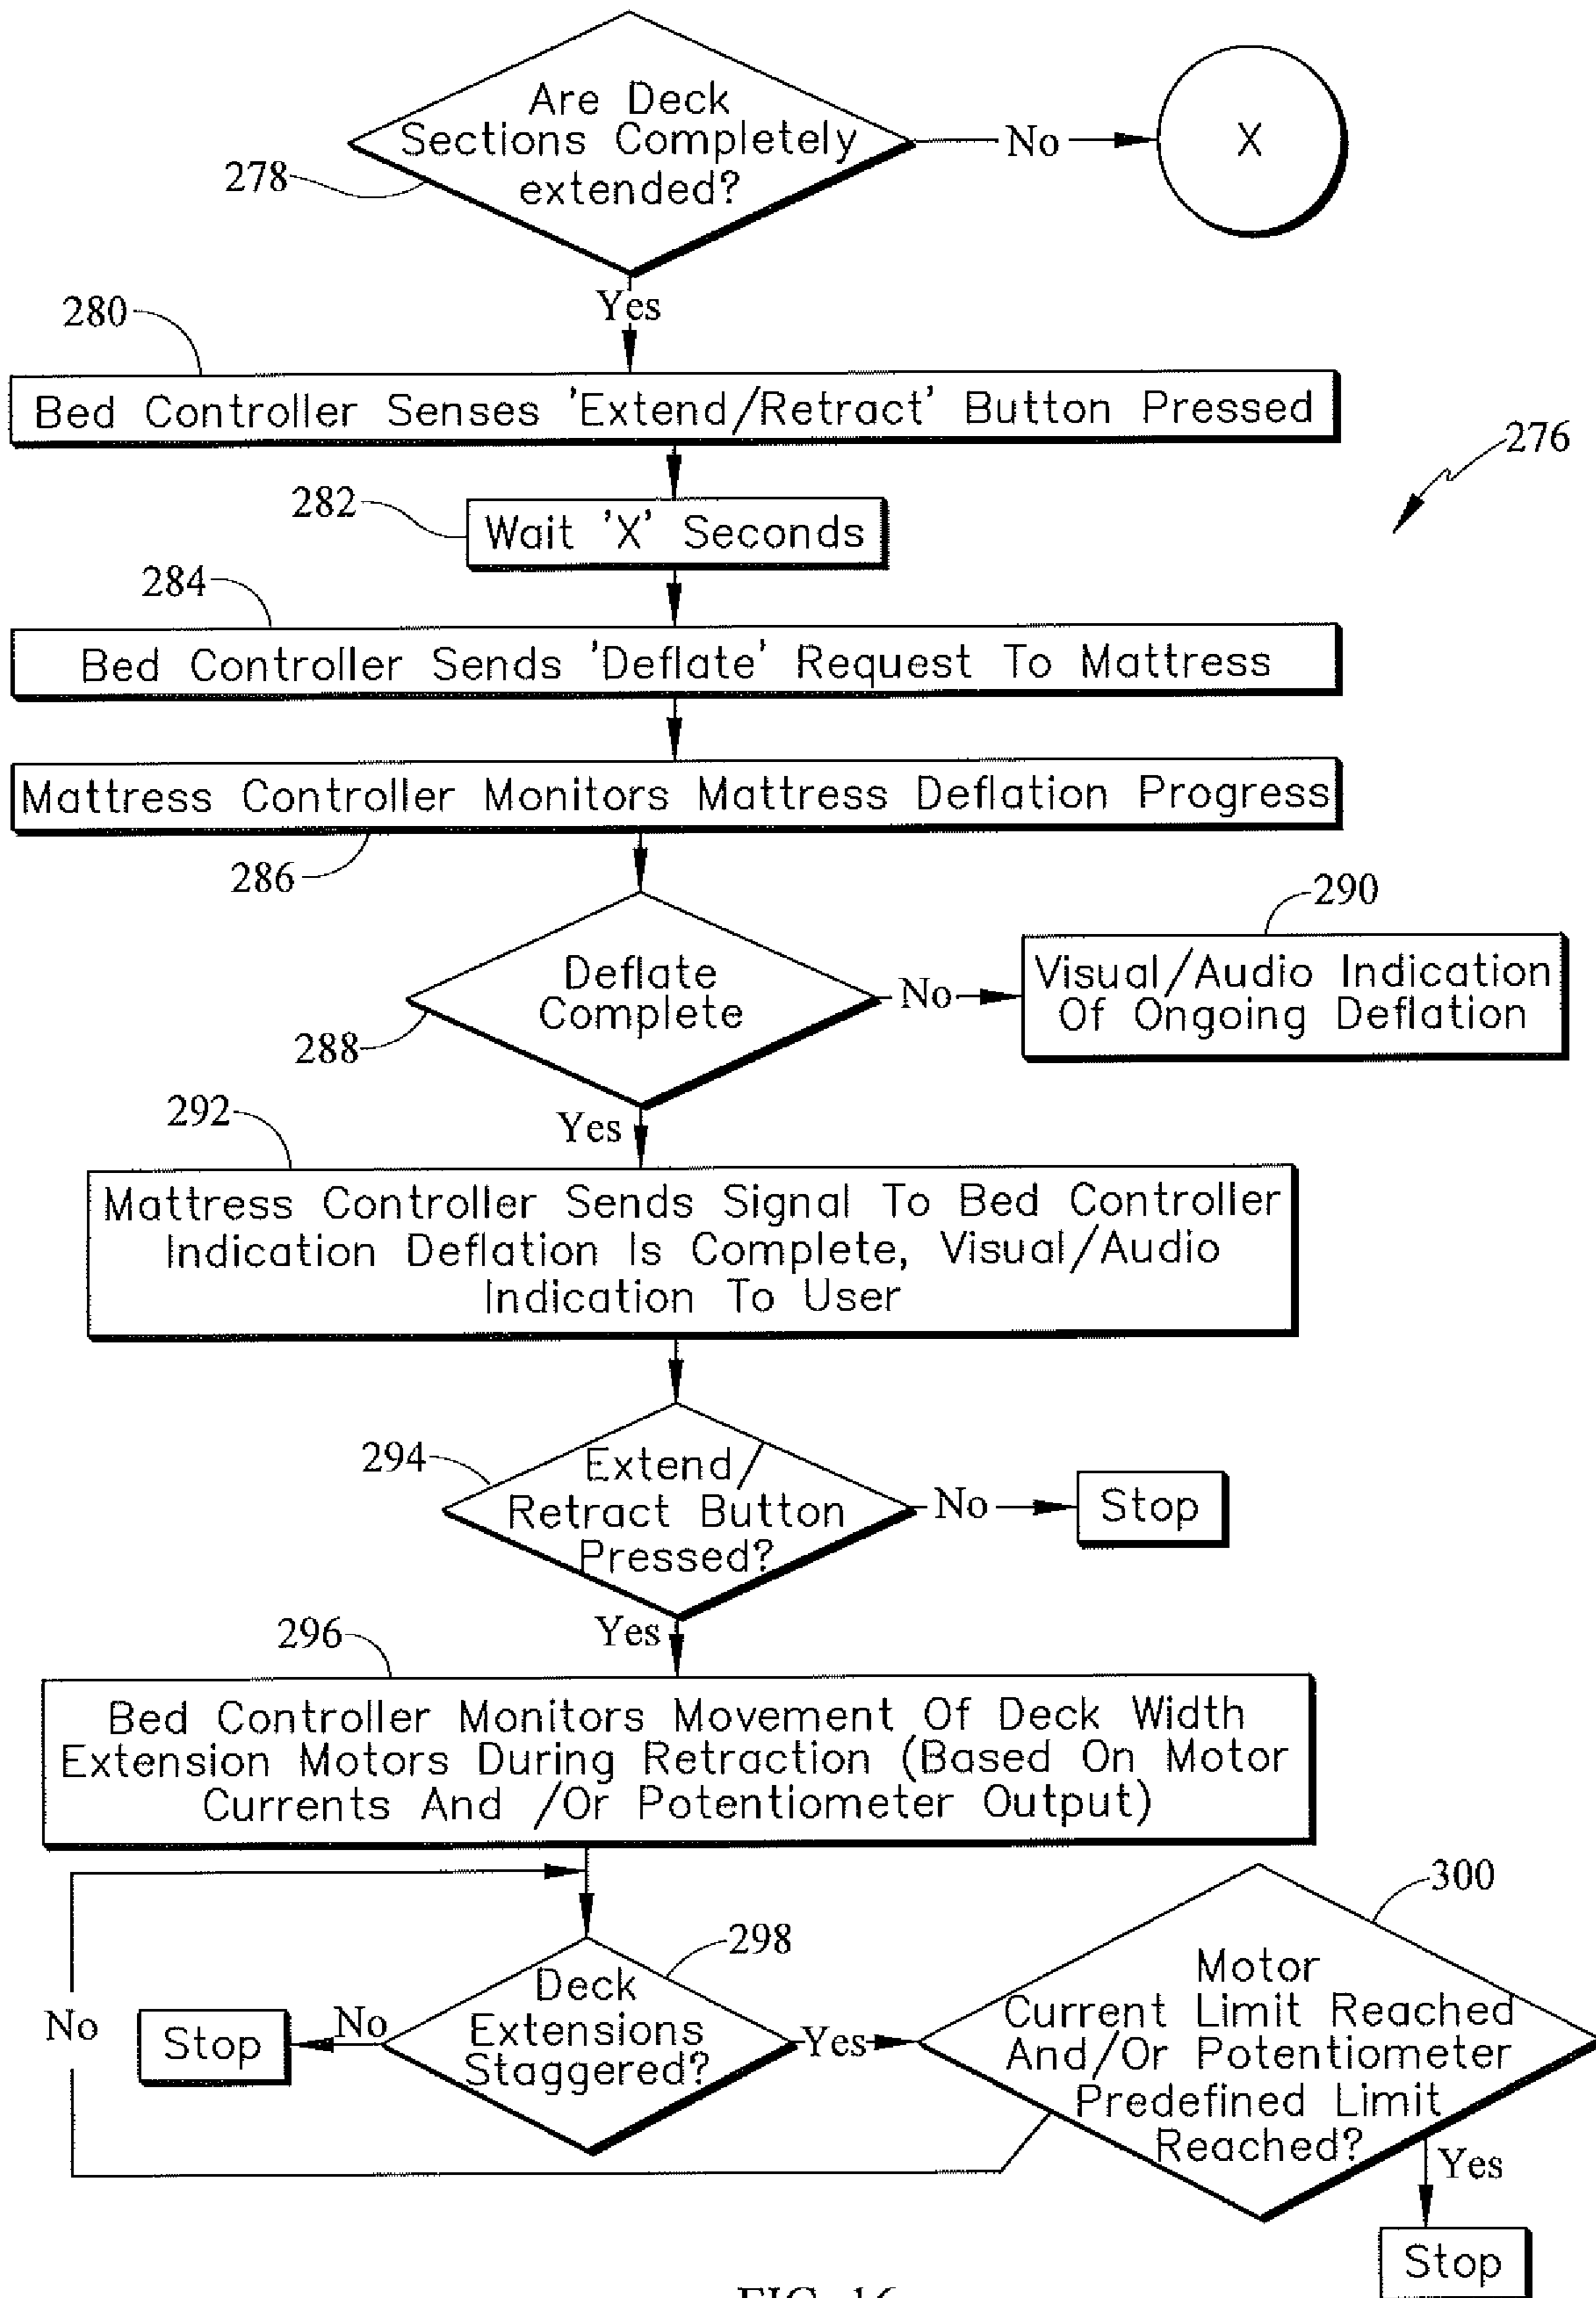 Are Deck
Sections Completely
extended?
No
X
278
Yes
280
Bed Controller Senses 'Extend/Retract' Button Pressed
276
282
Wait 'X' Seconds
284
Bed Controller Sends 'Deflate' Request To Mattress
Mattress Controller Monitors Mattress Deflation Progress
286
290
Deflate
Complete
No
Visual/Audio Indication
Of Ongoing Deflation
288
Yes
292
Mattress Controller Sends Signal To Bed Controller
Indication Deflation Is Complete, Visual/Audio
Indication To User
294
Extend/
Retract Button
Pressed?
No
Stop
Yes
296
Bed Controller Monitors Movement Of Deck Width
Extension Motors During Retraction (Based On Motor
Currents And /Or Potentiometer Output)
300
298
No
Stop
No
Deck
Extensions
Staggered?
Yes
Motor
Current Limit Reached
And/Or Potentiometer
Predefined Limit
Reached?
Yes
Stop
FIG. 16